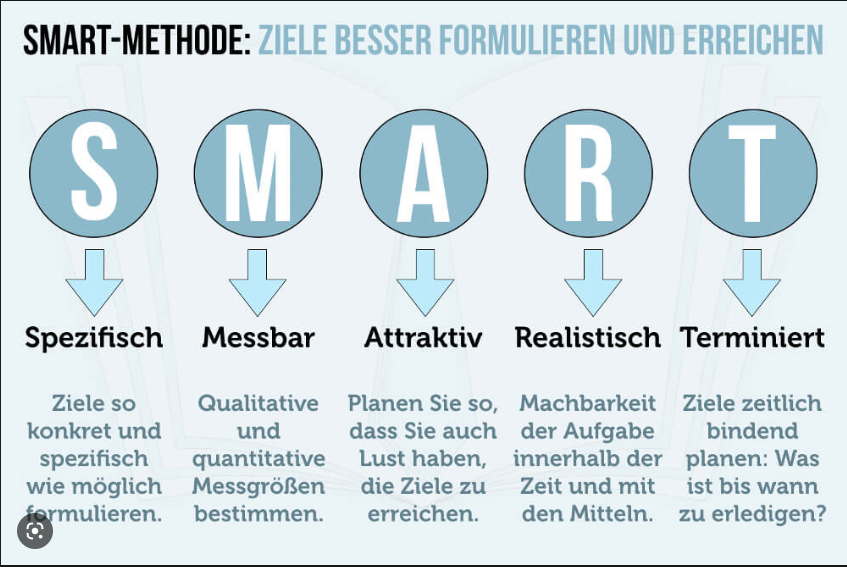 SMART-METHODE: ZIELE BESSER FORMULIEREN UND ERREICHEN
S M A R T
Spezifisch Messbar Attraktiv Realistisch Terminiert
Ziele so
konkret und
spezifisch
wie möglich
formulieren.
Qualitative
und
quantitative
Messgrößen
bestimmen.
Planen Sie so,
dass Sie auch
Lust haben,
die Ziele zu
erreichen.
Machbarkeit
der Aufgabe
innerhalb der
Zeit und mit
den Mitteln.
Ziele zeitlich
bindend
planen: Was
ist bis wann
zu erledigen?